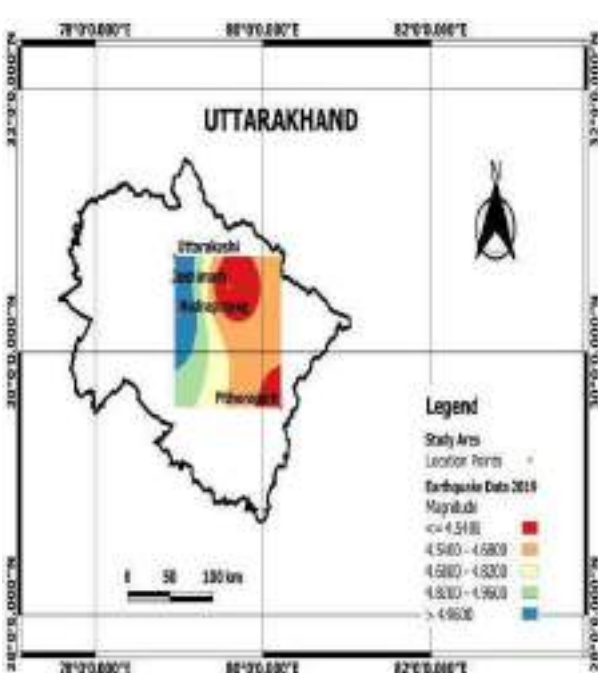 78°0'0.000"E 80°0'0.000"E 82°0'0.000"E
UTTARAKHAND
N
Uttarakashi
Pithoragarh
Legend
Study Area
Location Points
Earthquake Data 2019
Magnitude
<= 4.5400
4.5400 - 4.6800
4.6800 - 4.8200
4.8200 - 4.9600
> 4.9600
0 50 100 km
78°0'0.000"E 80°0'0.000"E 82°0'0.000"E